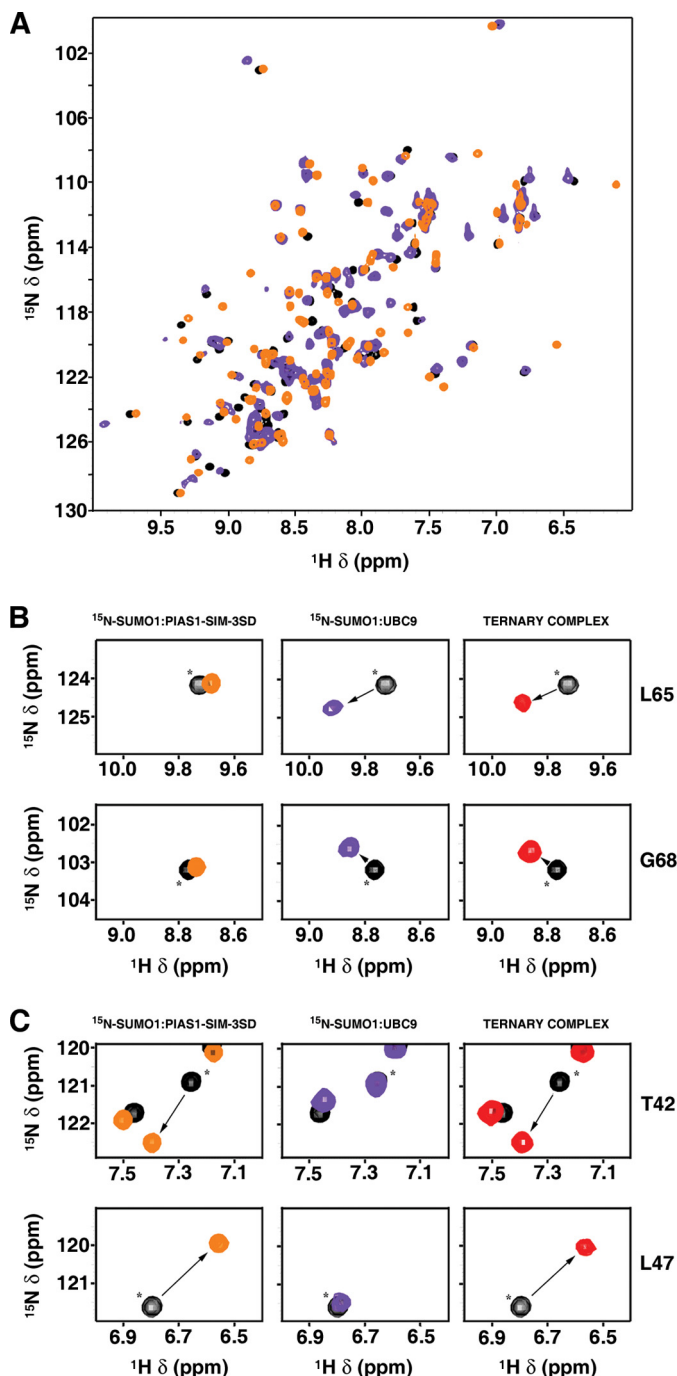 A
102
106
110
114
118
122
126
130
¹⁵N δ (ppm)
9.5 9.0 8.5 8.0 7.5 7.0 6.5
¹H δ (ppm)
B
¹⁵N-SUMO1:PIAS1-SIM-3SD ¹⁵N-SUMO1:UBC9 TERNARY COMPLEX
¹⁵N δ (ppm)
124
125
* * *
L65
10.0 9.8 9.6 10.0 9.8 9.6 10.0 9.8 9.6
¹⁵N δ (ppm)
102
103
104
* * *
G68
9.0 8.8 8.6 9.0 8.8 8.6 9.0 8.8 8.6
¹H δ (ppm) ¹H δ (ppm) ¹H δ (ppm)
C
¹⁵N-SUMO1:PIAS1-SIM-3SD ¹⁵N-SUMO1:UBC9 TERNARY COMPLEX
¹⁵N δ (ppm)
120
121
122
* * *
T42
7.5 7.3 7.1 7.5 7.3 7.1 7.5 7.3 7.1
¹⁵N δ (ppm)
120
121
* * *
L47
6.9 6.7 6.5 6.9 6.7 6.5 6.9 6.7 6.5
¹H δ (ppm) ¹H δ (ppm) ¹H δ (ppm)